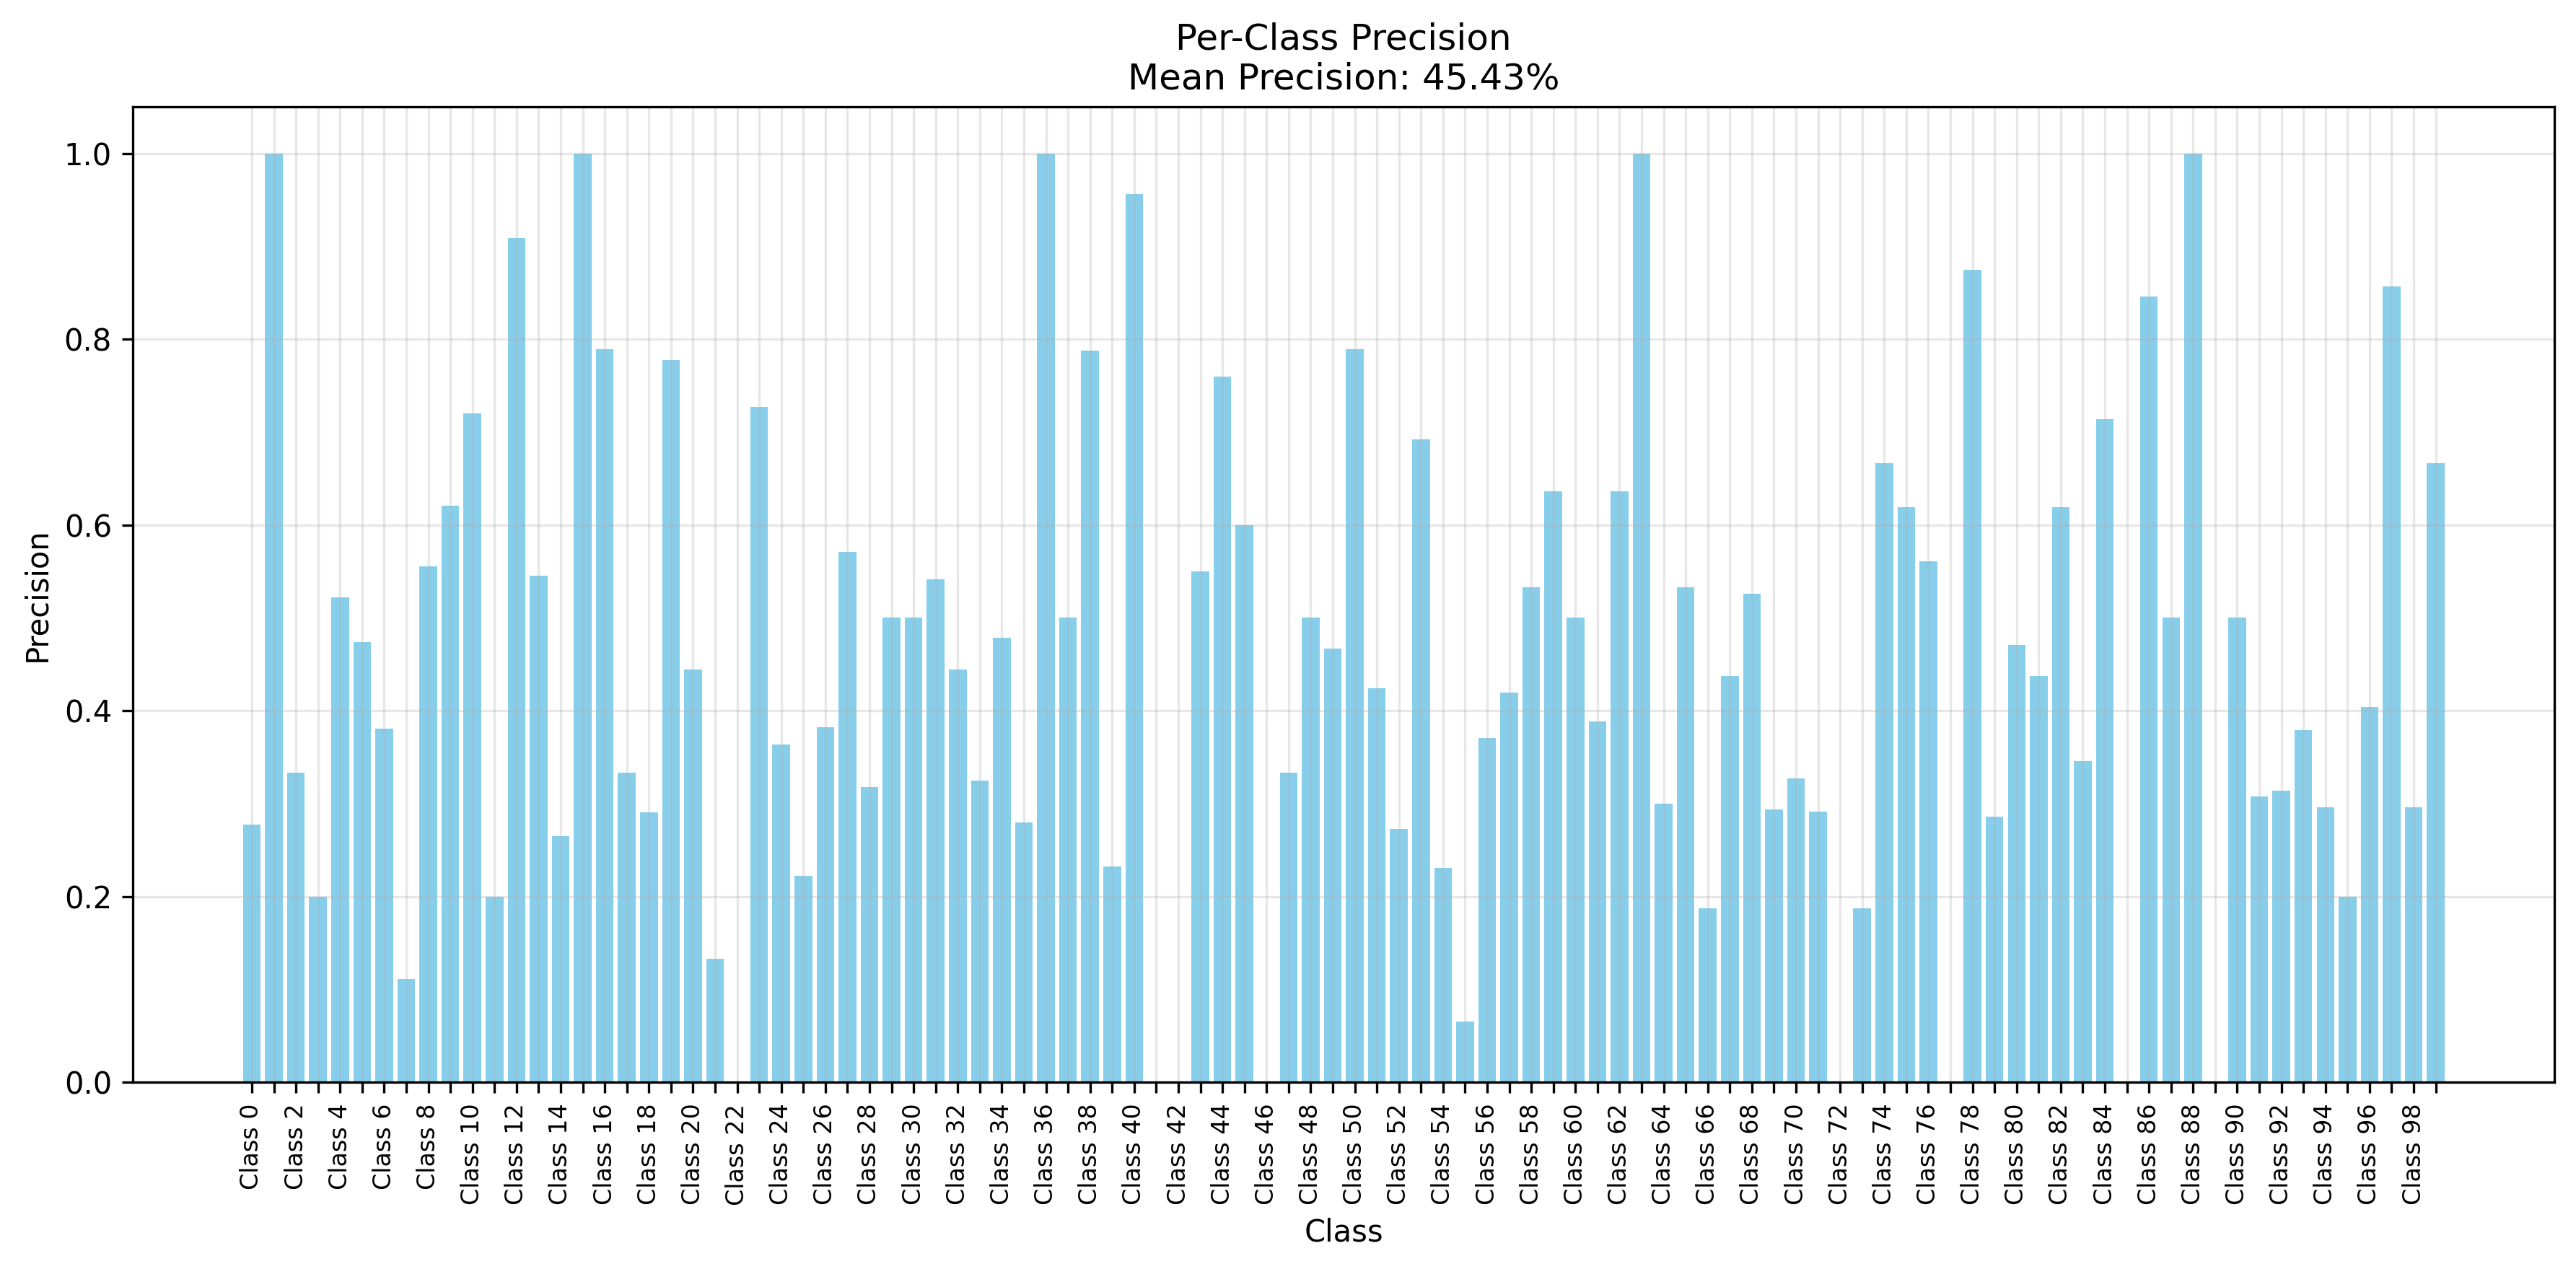 Per-Class Precision
Mean Precision: 45.43%
Precision
1.0
0.8
0.6
0.4
0.2
0.0
Class 0
Class 2
Class 4
Class 6
Class 8
Class 10
Class 12
Class 14
Class 16
Class 18
Class 20
Class 22
Class 24
Class 26
Class 28
Class 30
Class 32
Class 34
Class 36
Class 38
Class 40
Class 42
Class 44
Class 46
Class 48
Class 50
Class 52
Class 54
Class 56
Class 58
Class 60
Class 62
Class 64
Class 66
Class 68
Class 70
Class 72
Class 74
Class 76
Class 78
Class 80
Class 82
Class 84
Class 86
Class 88
Class 90
Class 92
Class 94
Class 96
Class 98
Class